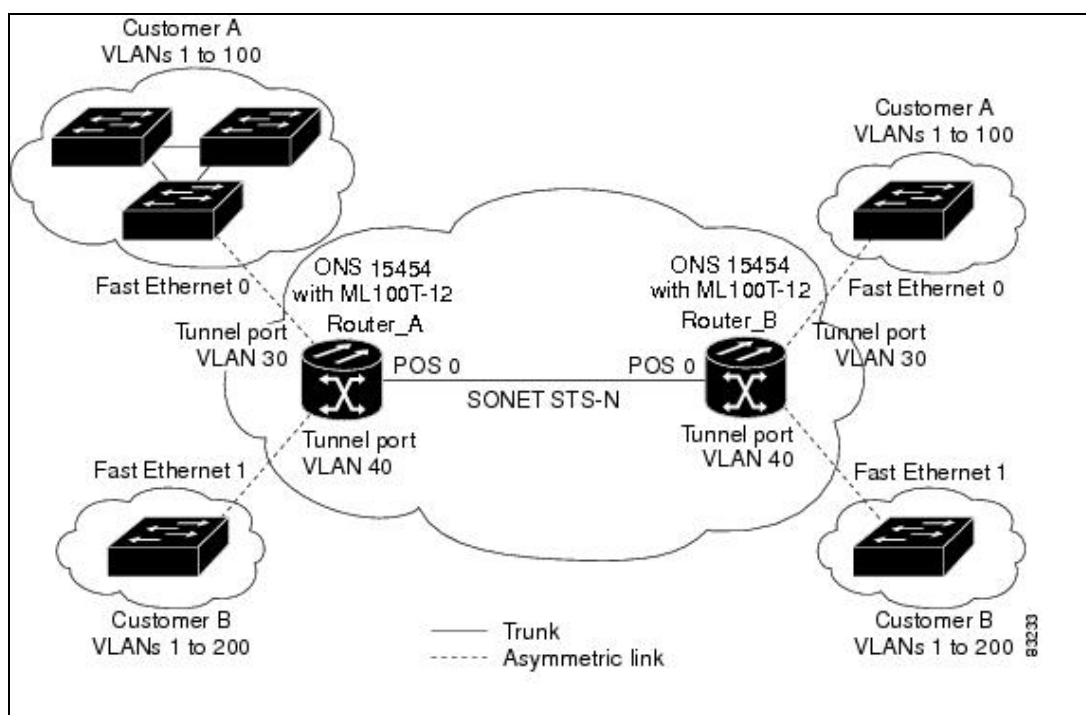 Customer A
VLANs 1 to 100
Customer A
VLANs 1 to 100
Fast Ethernet 0
ONS 15454
with ML100T-12
Router_A
ONS 15454
with ML100T-12
Router_B
Fast Ethernet 0
Tunnel port
VLAN 30
Tunnel port
VLAN 30
POS 0
POS 0
SONET STS-N
Tunnel port
VLAN 40
Tunnel port
VLAN 40
Fast Ethernet 1
Fast Ethernet 1
Customer B
VLANs 1 to 200
Trunk
Asymmetric link
Customer B
VLANs 1 to 200
83233